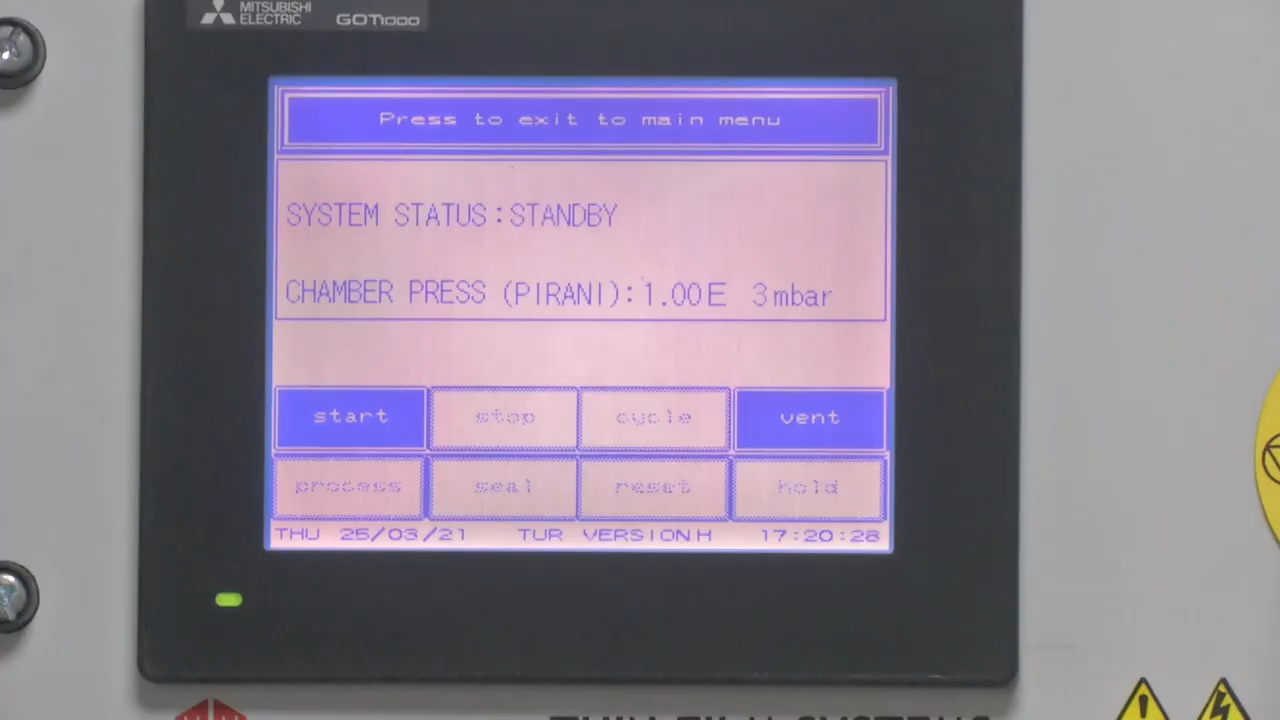 MITSUBISHI
ELECTRIC GOT1000
Press to exit to main menu
SYSTEM STATUS:STANDBY
CHAMBER PRESS (PIRANI):1.00E 3mbar
start stop cycle vent
process seal reset hold
THU 25/03/21 TUR VERSION H 17:20:28